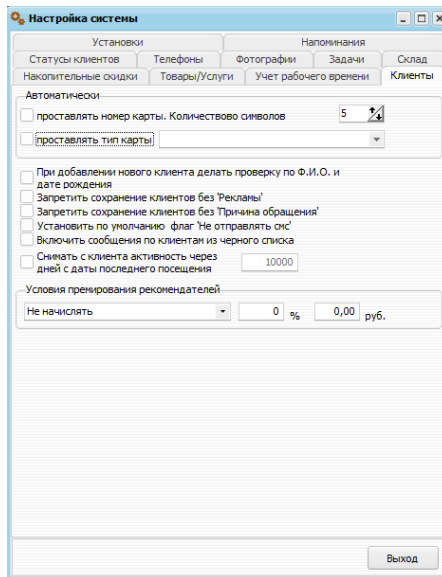 Настройка системы
Установки
Напоминания
Статусы клиентов
Телефоны
Фотографии
Задачи
Склад
Накопительные скидки
Товары/Услуги
Учет рабочего времени
Клиенты
Автоматически
проставлять номер карты. Количествово символов
5
проставлять тип карты
При добавлении нового клиента делать проверку по Ф.И.О. и
дате рождения
Запретить сохранение клиентов без 'Рекламы'
Запретить сохранение клиентов без 'Причина обращения'
Установить по умолчанию флаг 'Не отправлять смс'
Включить сообщения по клиентам из черного списка
Снимать с клиента активность через
дней с даты последнего посещения
10000
Условия премирования рекомендателей
Не начислять
0 %
0,00 руб.
Выход